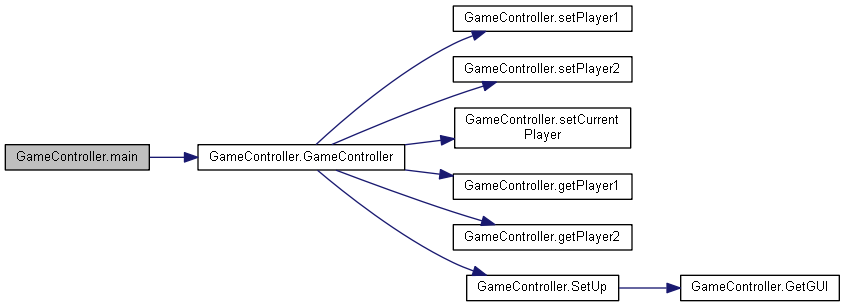 GameController.setPlayer1
GameController.setPlayer2
GameController.setCurrent
Player
GameController.main
GameController.GameController
GameController.getPlayer1
GameController.getPlayer2
GameController.SetUp
GameController.GetGUI